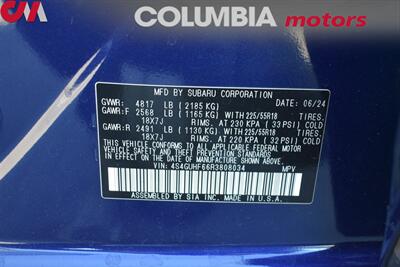 CM
COLUMBIA motors
MFD BY SUBARU CORPORATION
GVWR: 4817 LB ( 2185 KG) DATE: 06/24
GAWR:F 2568 LB ( 1165 KG) WITH 225/55R18 TIRES.
18X7J RIMS. AT 230 KPA ( 33 PSI) COLD
GAWR:R 2491 LB ( 1130 KG) WITH 225/55R18 TIRES.
18X7J RIMS. AT 220 KPA ( 32 PSI) COLD
THIS VEHICLE CONFORMS TO ALL APPLICABLE FEDERAL MOTOR
VEHICLE SAFETY AND THEFT PREVENTION STANDARDS IN EFFECT
ON THE DATE OF MANUFACTURE SHOWN ABOVE.
VIN: 4S4GUHF66R3808034 MPV
ASSEMBLED BY SIA INC. MADE IN U.S.A.